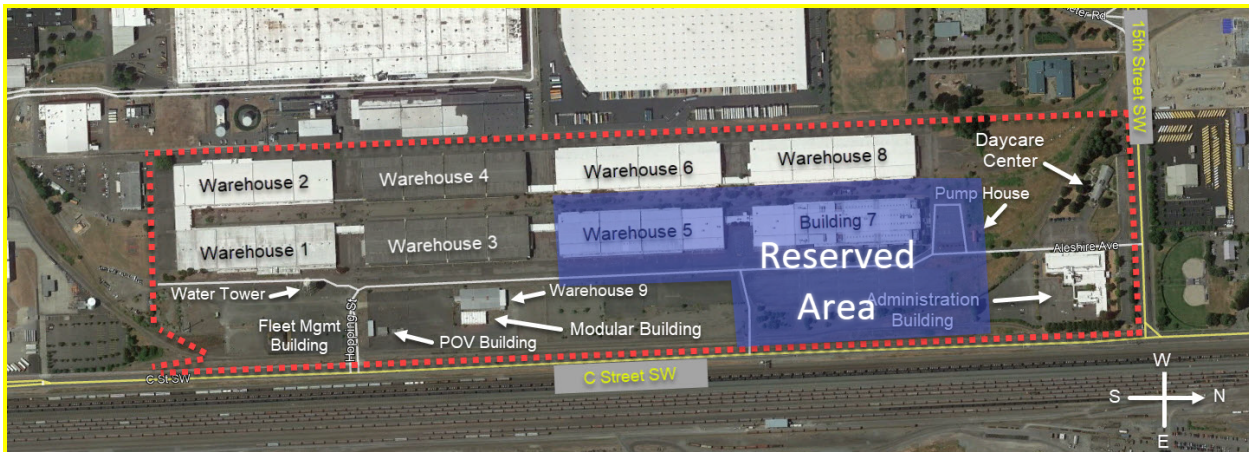 15th Street SW
Daycare
Center
Warehouse 2
Warehouse 4
Warehouse 6
Warehouse 8
Pump House
Warehouse 1
Warehouse 3
Warehouse 5
Building 7
Aleshire Ave
Reserved
Area
Water Tower
Warehouse 9
Administration
Building
Fleet Mgmt
Building
Hopping St
Modular Building
POV Building
C St SW
C Street SW
W
S
N
E